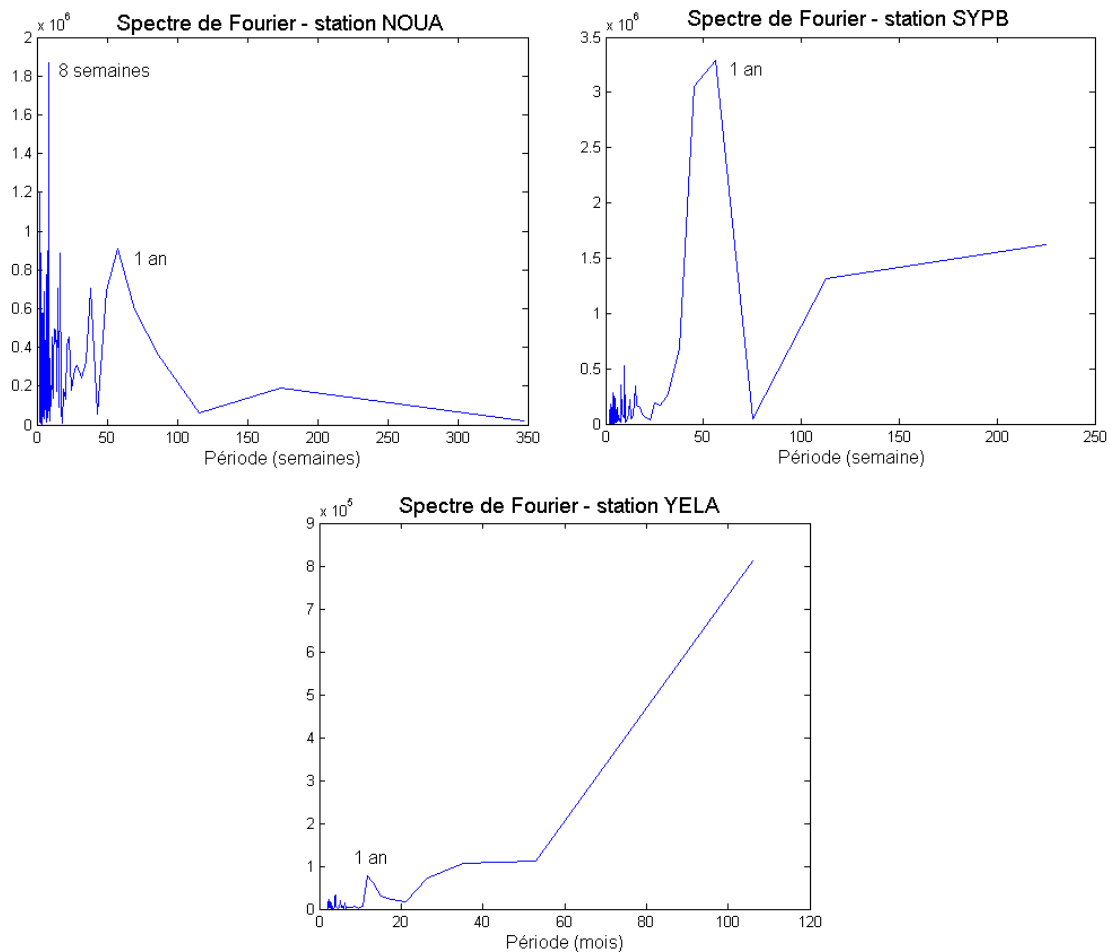 Spectre de Fourier - station NOUA
x 10^6
2
1.8
1.6
1.4
1.2
1
0.8
0.6
0.4
0.2
0
8 semaines
1 an
0 50 100 150 200 250 300 350
Période (semaines)
Spectre de Fourier - station SYPB
x 10^6
3.5
3
2.5
2
1.5
1
0.5
0
1 an
0 50 100 150 200 250
Période (semaine)
Spectre de Fourier - station YELA
x 10^5
9
8
7
6
5
4
3
2
1
0
1 an
0 20 40 60 80 100 120
Période (mois)